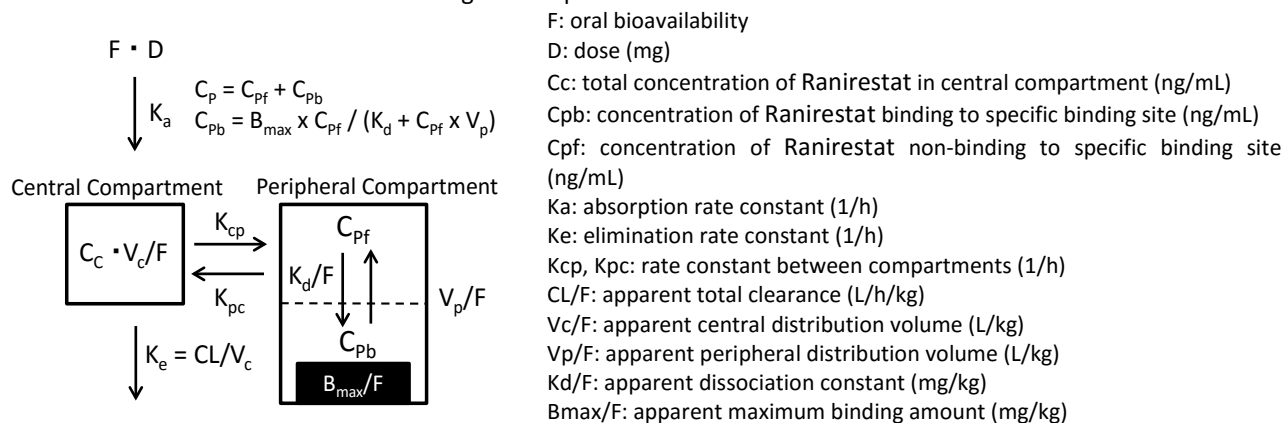 F・D
K_a
C_P = C_Pf + C_Pb
C_Pb = B_max x C_Pf / (K_d + C_Pf x V_p)
Central Compartment
Peripheral Compartment
C_C・V_c/F
K_cp
K_pc
C_Pf
K_d/F
C_Pb
B_max/F
V_p/F
K_e = CL/V_c
F: oral bioavailability
D: dose (mg)
Cc: total concentration of Ranirestat in central compartment (ng/mL)
Cpb: concentration of Ranirestat binding to specific binding site (ng/mL)
Cpf: concentration of Ranirestat non-binding to specific binding site
(ng/mL)
Ka: absorption rate constant (1/h)
Ke: elimination rate constant (1/h)
Kcp, Kpc: rate constant between compartments (1/h)
CL/F: apparent total clearance (L/h/kg)
Vc/F: apparent central distribution volume (L/kg)
Vp/F: apparent peripheral distribution volume (L/kg)
Kd/F: apparent dissociation constant (mg/kg)
Bmax/F: apparent maximum binding amount (mg/kg)